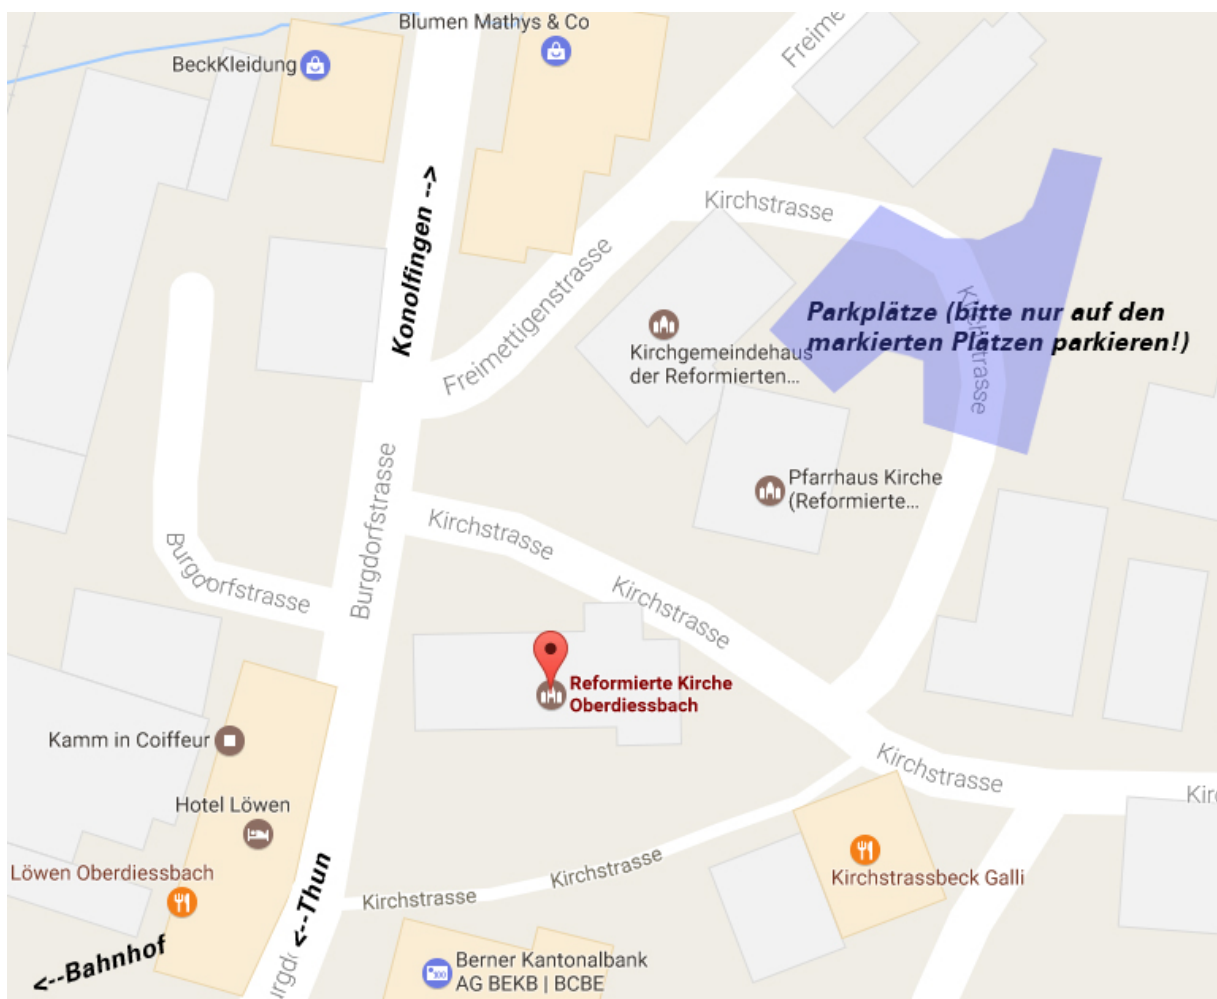 Blumen Mathys & Co
Freime
BeckKleidung
Kirchstrasse
Konolfingen -->
Freimettigenstrasse
Kirchstrasse
Parkplätze (bitte nur auf den
markierten Plätzen parkieren!)
Kirchgemeindehaus
der Reformierten...
Burgdorfstrasse
Pfarrhaus Kirche
(Reformierte...
Kirchstrasse
Burgdorfstrasse
Kirchstrasse
Reformierte Kirche
Oberdiessbach
Kamm in Coiffeur
Kirchstrasse
Kirc
Hotel Löwen
Löwen Oberdiessbach
<--Thun
Kirchstrasse
Kirchstrasse
Kirchstrassbeck Galli
<--Bahnhof
Burgd
Berner Kantonalbank
AG BEKB | BCBE